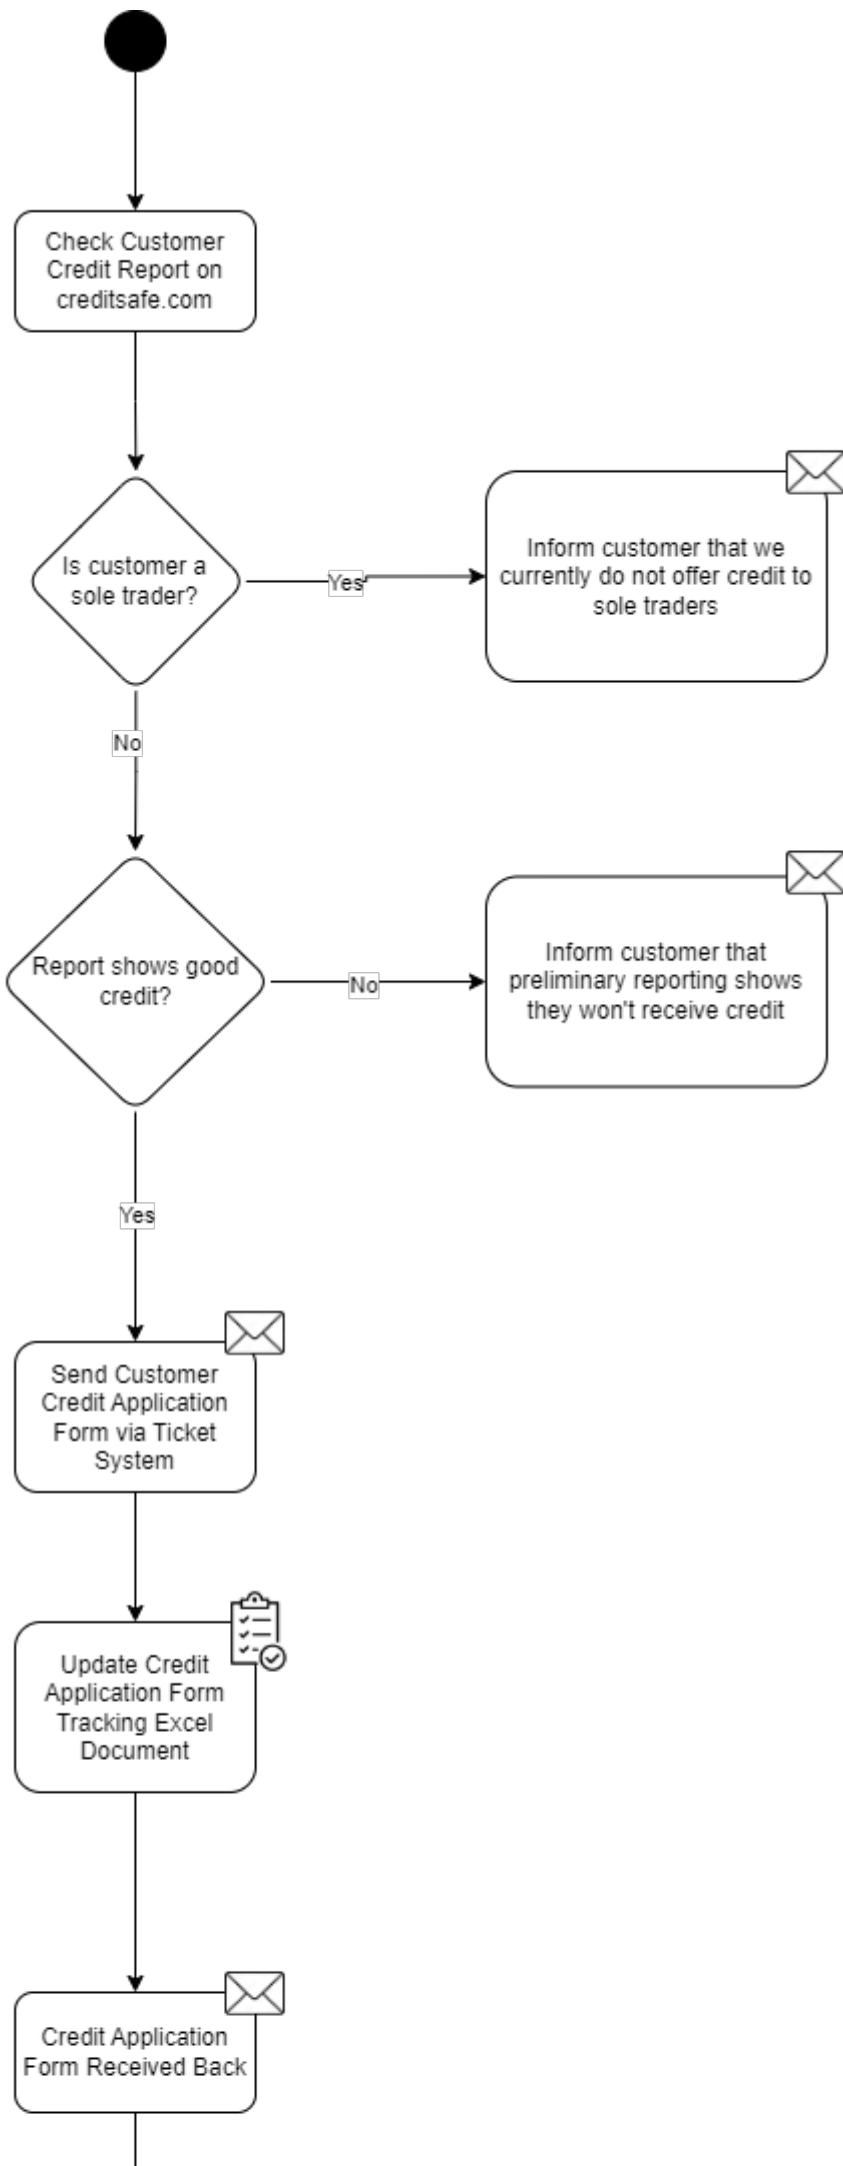 Check Customer
Credit Report on
creditsafe.com
Is customer a
sole trader?
Yes
Inform customer that we
currently do not offer credit to
sole traders
No
Report shows good
credit?
No
Inform customer that
preliminary reporting shows
they won't receive credit
Yes
Send Customer
Credit Application
Form via Ticket
System
Update Credit
Application Form
Tracking Excel
Document
Credit Application
Form Received Back